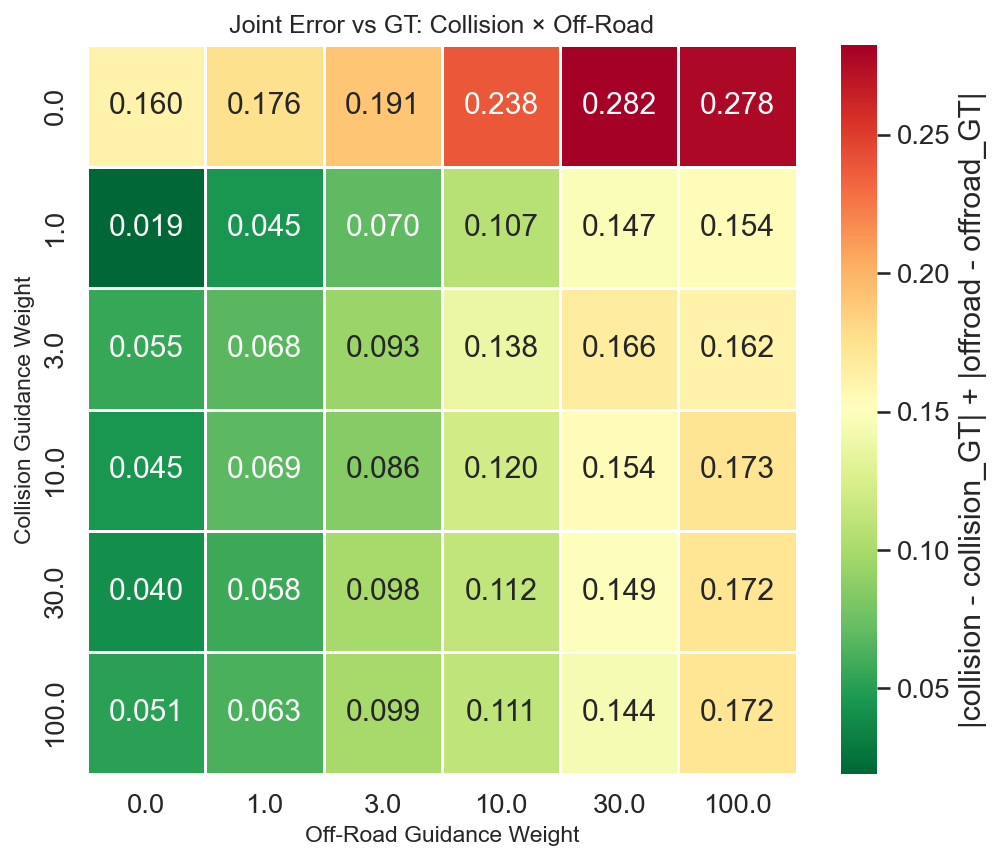 Joint Error vs GT: Collision × Off-Road
Collision Guidance Weight
0.0 0.160 0.176 0.191 0.238 0.282 0.278
1.0 0.019 0.045 0.070 0.107 0.147 0.154
3.0 0.055 0.068 0.093 0.138 0.166 0.162
10.0 0.045 0.069 0.086 0.120 0.154 0.173
30.0 0.040 0.058 0.098 0.112 0.149 0.172
100.0 0.051 0.063 0.099 0.111 0.144 0.172
0.0 1.0 3.0 10.0 30.0 100.0
Off-Road Guidance Weight
0.25
0.20
0.15
0.10
0.05
|collision - collision_GT| + |offroad - offroad_GT|